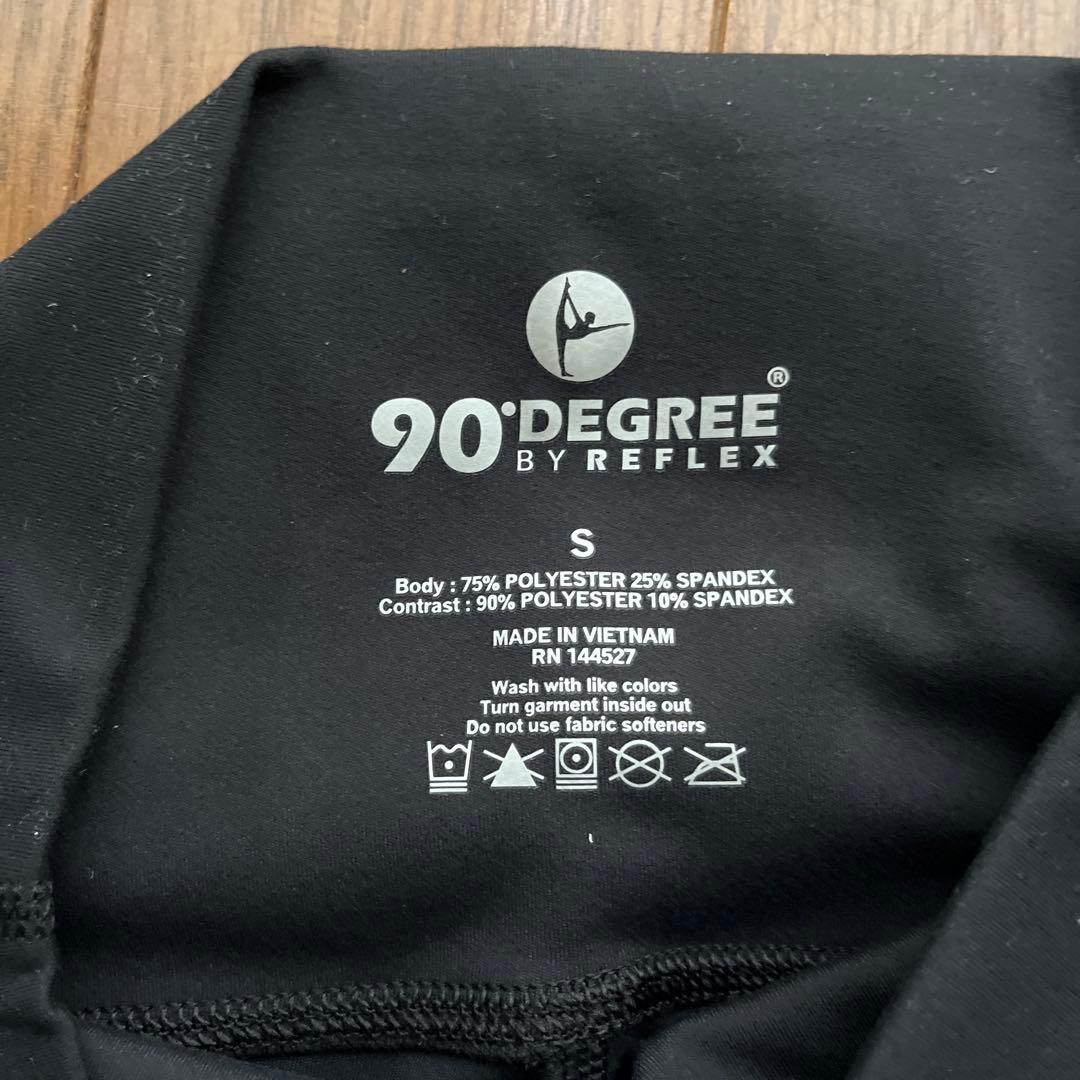 90°DEGREE®
BY REFLEX
S
Body : 75% POLYESTER 25% SPANDEX
Contrast : 90% POLYESTER 10% SPANDEX
MADE IN VIETNAM
RN 144527
Wash with like colors
Turn garment inside out
Do not use fabric softeners